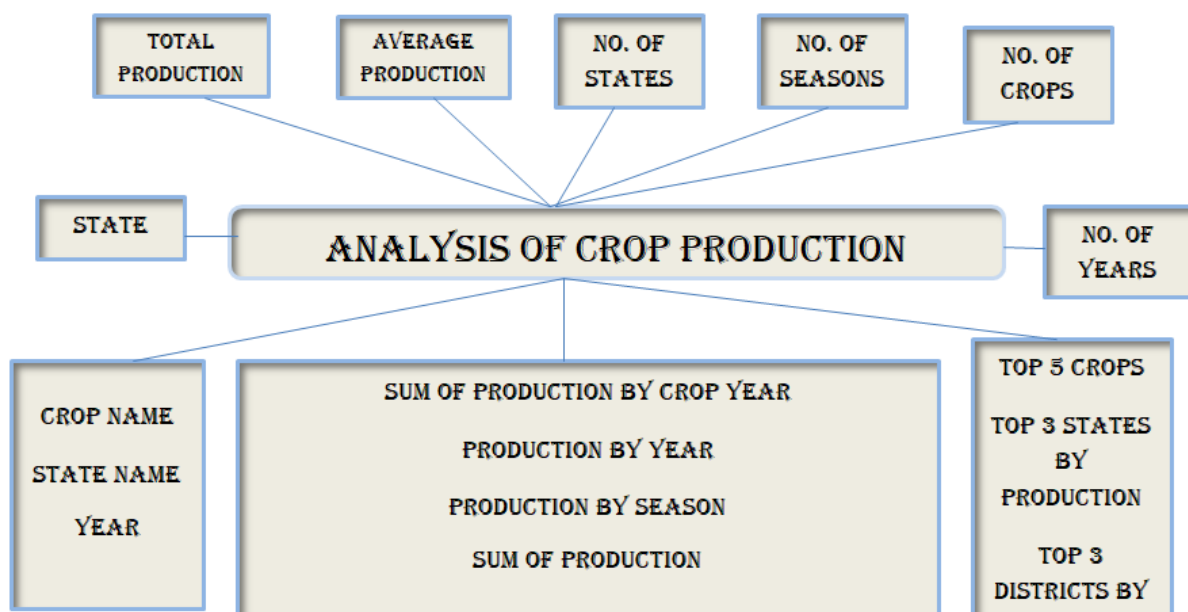 TOTAL
PRODUCTION
AVERAGE
PRODUCTION
NO. OF
STATES
NO. OF
SEASONS
NO. OF
CROPS
STATE
ANALYSIS OF CROP PRODUCTION
NO. OF
YEARS
CROP NAME
STATE NAME
YEAR
SUM OF PRODUCTION BY CROP YEAR
PRODUCTION BY YEAR
PRODUCTION BY SEASON
SUM OF PRODUCTION
TOP 5 CROPS
TOP 3 STATES
BY
PRODUCTION
TOP 3
DISTRICTS BY